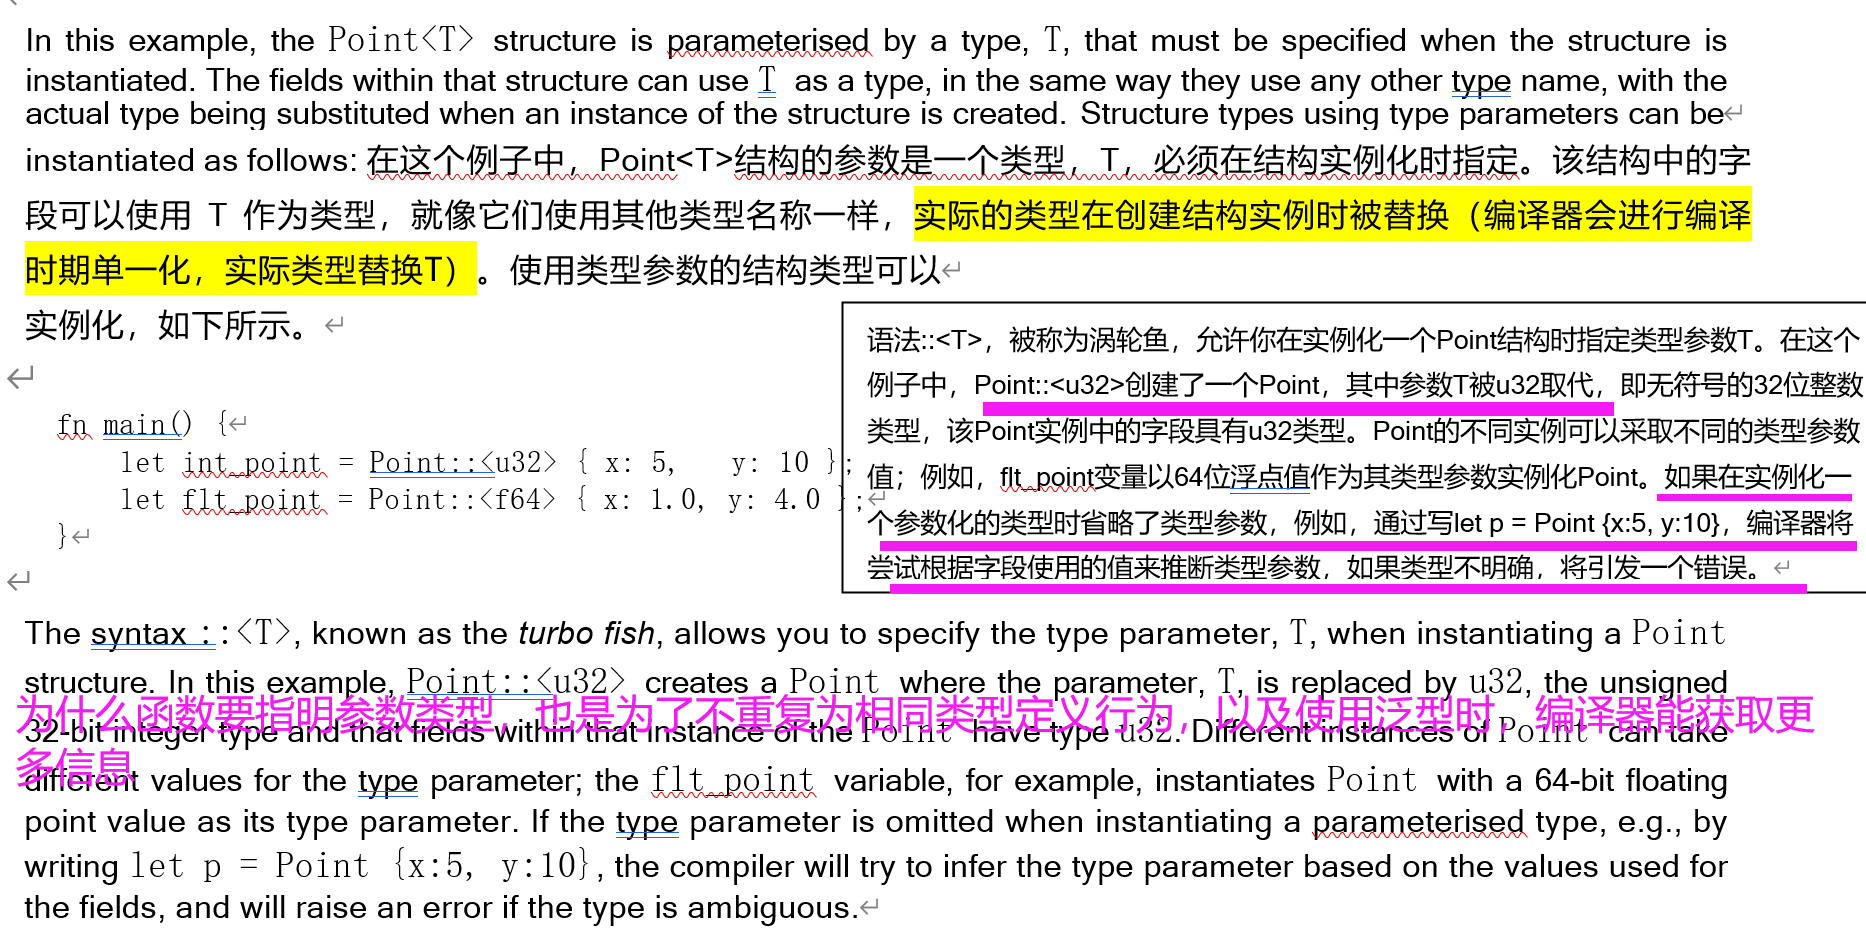 In this example, the Point<T> structure is parameterised by a type, T, that must be specified when the structure is
instantiated. The fields within that structure can use T as a type, in the same way they use any other type name, with the
actual type being substituted when an instance of the structure is created. Structure types using type parameters can be
instantiated as follows: 在这个例子中，Point<T>结构的参数是一个类型，T，必须在结构实例化时指定。该结构中的字
段可以使用 T 作为类型，就像它们使用其他类型名称一样，实际的类型在创建结构实例时被替换（编译器会进行编译
时期单一化，实际类型替换T）。使用类型参数的结构类型可以
实例化，如下所示。
fn main() {
let int_point = Point::<u32> { x: 5, y: 10 };
let flt_point = Point::<f64> { x: 1.0, y: 4.0 };
}
语法::<T>，被称为涡轮鱼，允许你在实例化一个Point结构时指定类型参数T。在这个
例子中，Point::<u32>创建了一个Point，其中参数T被u32取代，即无符号的32位整数
类型，该Point实例中的字段具有u32类型。Point的不同实例可以采取不同的类型参数
值；例如，flt_point变量以64位浮点值作为其类型参数实例化Point。如果在实例化一
个参数化的类型时省略了类型参数，例如，通过写let p = Point {x:5, y:10}，编译器将
尝试根据字段使用的值来推断类型参数，如果类型不明确，将引发一个错误。
The syntax ::<T>, known as the turbo fish, allows you to specify the type parameter, T, when instantiating a Point
structure. In this example, Point::<u32> creates a Point where the parameter, T, is replaced by u32, the unsigned
为什么函数要指明参数类型，也是为了不重复为相同类型定义行为，以及使用泛型时，编译器能获取更
32-bit integer type and that fields within that instance of the Point have type u32. Different instances of Point can take
多信息
different values for the type parameter; the flt_point variable, for example, instantiates Point with a 64-bit floating
point value as its type parameter. If the type parameter is omitted when instantiating a parameterised type, e.g., by
writing let p = Point {x:5, y:10}, the compiler will try to infer the type parameter based on the values used for
the fields, and will raise an error if the type is ambiguous.